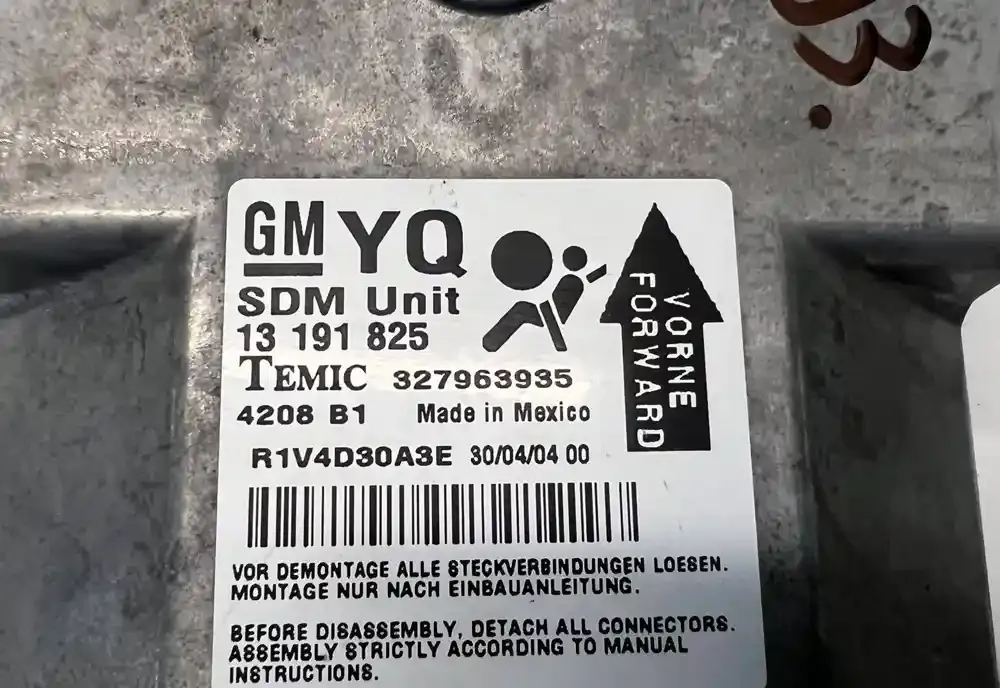 GM YQ
SDM Unit
13 191 825
TEMIC 327963935
4208 B1 Made in Mexico
R1V4D30A3E 30/04/04 00
VORNE
FORWARD
VOR DEMONTAGE ALLE STECKVERBINDUNGEN LOESEN.
MONTAGE NUR NACH EINBAUANLEITUNG.
BEFORE DISASSEMBLY, DETACH ALL CONNECTORS.
ASSEMBLY STRICTLY ACCORDING TO MANUAL
INSTRUCTIONS.